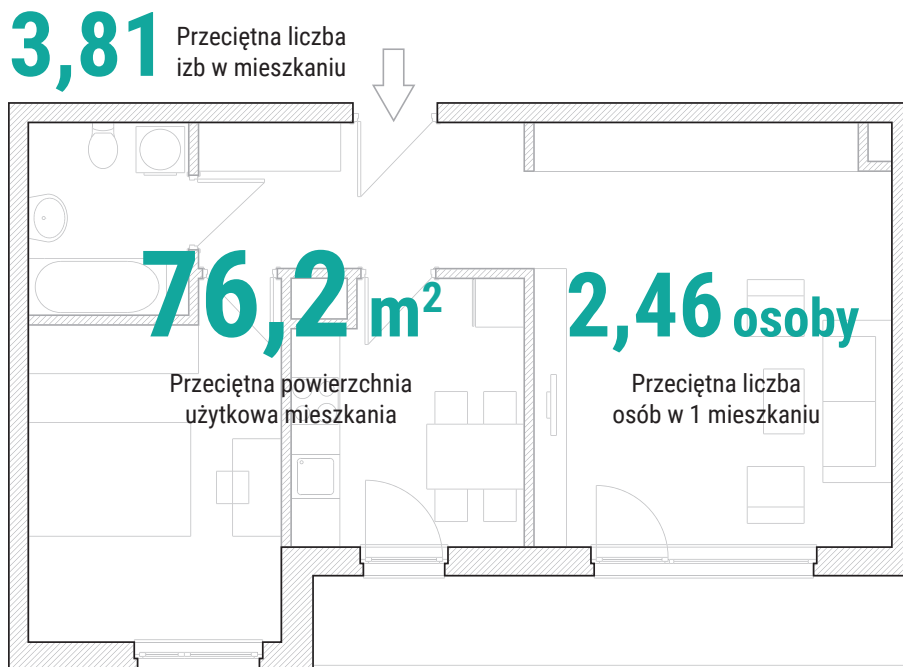 3,81
Przeciętna liczba
izb w mieszkaniu
76,2 m²
Przeciętna powierzchnia
użytkowa mieszkania
2,46 osoby
Przeciętna liczba
osób w 1 mieszkaniu